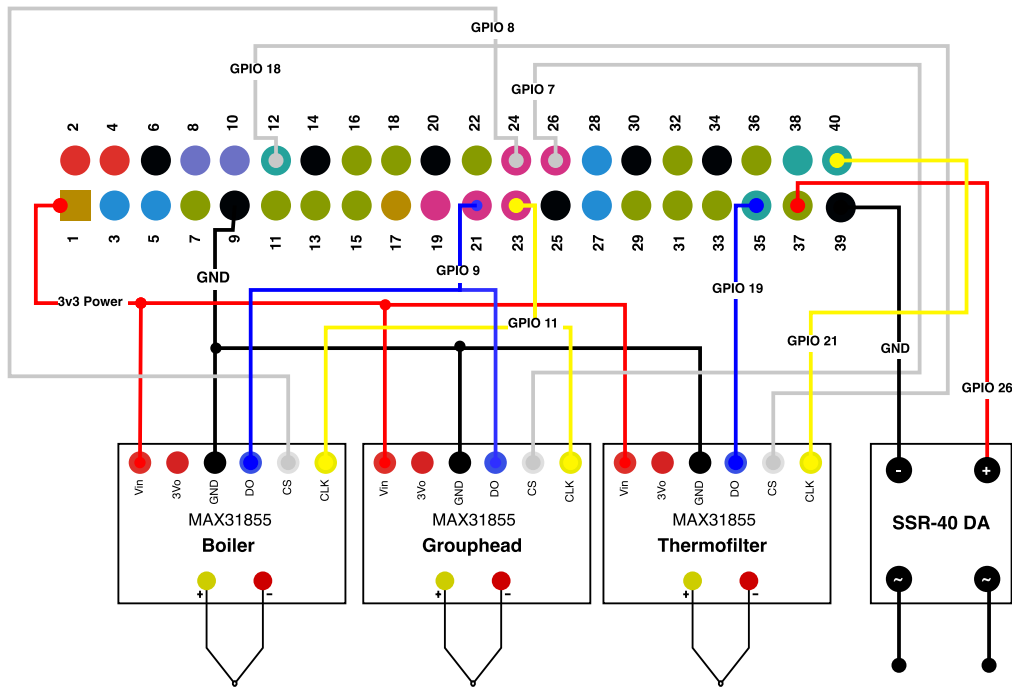 GPIO 8
GPIO 18
GPIO 7
2 4 6 8 10 12 14 16 18 20 22 24 26 28 30 32 34 36 38 40
1 3 5 7 9 11 13 15 17 19 21 23 25 27 29 31 33 35 37 39
GND
GPIO 9
GPIO 19
3v3 Power
GPIO 11
GPIO 21
GND
GPIO 26
Vin 3Vo GND DO CS CLK
MAX31855
Boiler
+ -
Vin 3Vo GND DO CS CLK
MAX31855
Grouphead
+ -
Vin 3Vo GND DO CS CLK
MAX31855
Thermofilter
+ -
- +
SSR-40 DA
~ ~